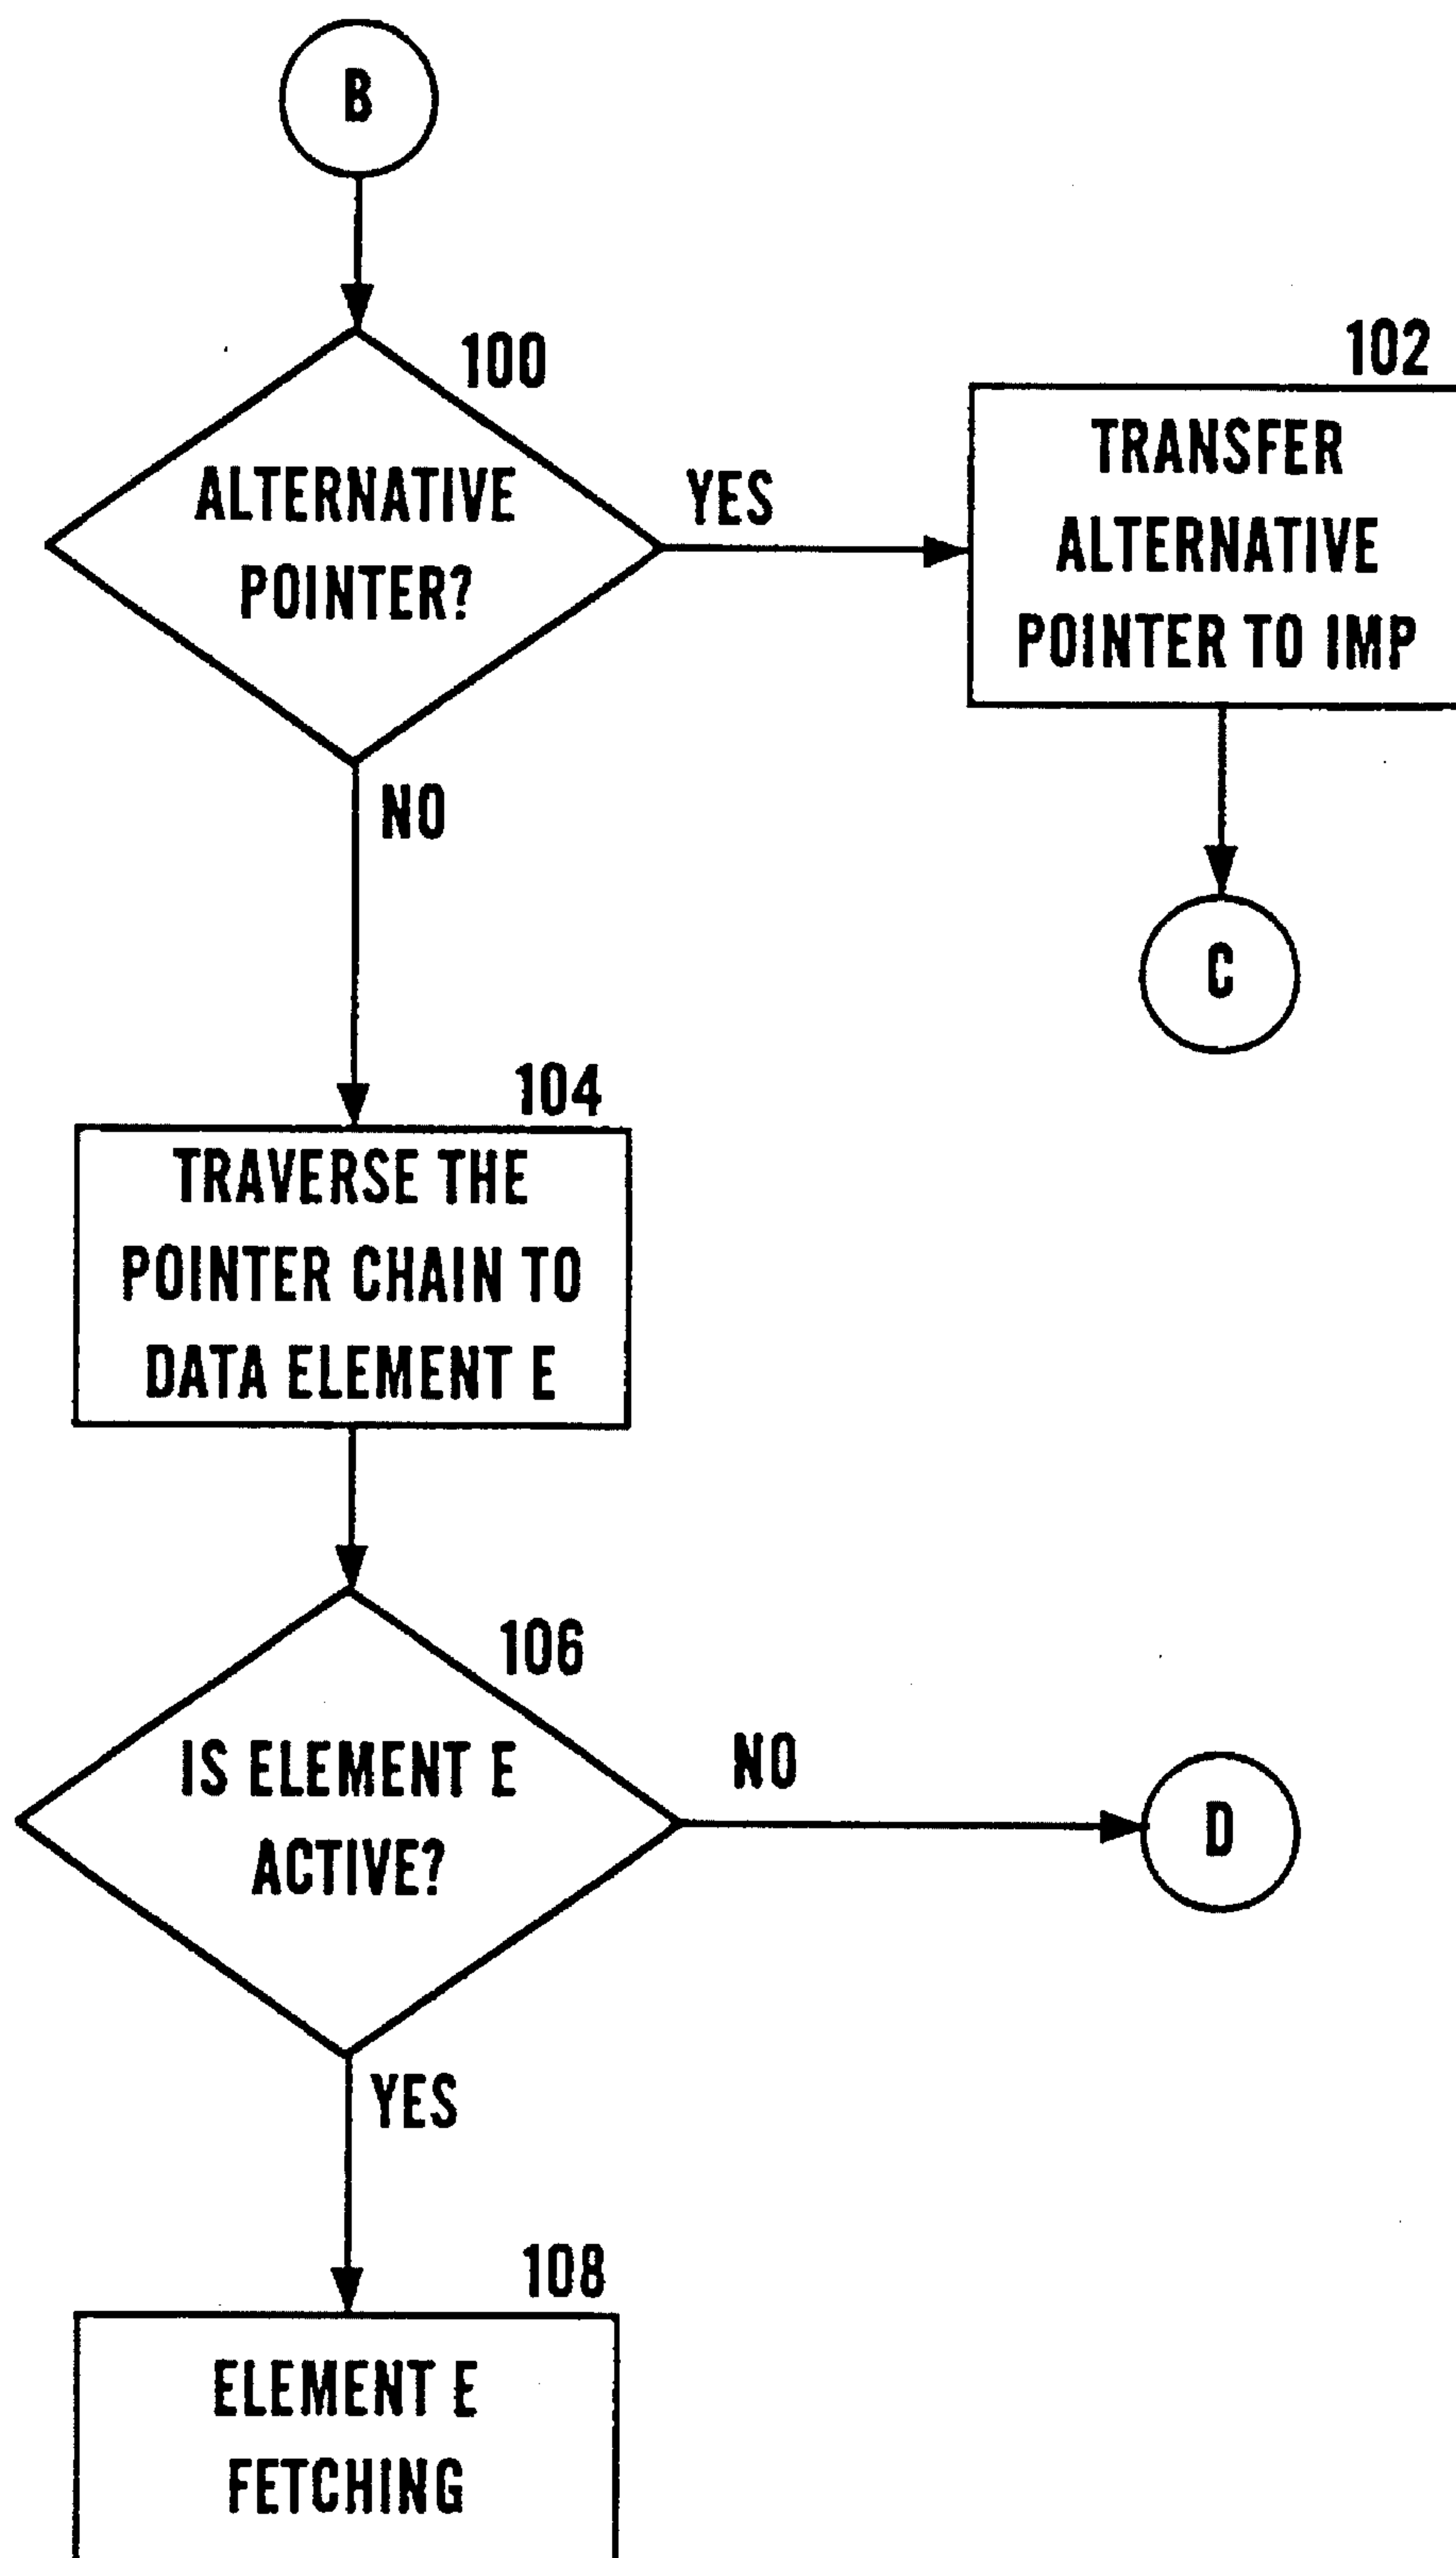 B
100
ALTERNATIVE
POINTER?
YES
102
TRANSFER
ALTERNATIVE
POINTER TO IMP
NO
C
104
TRAVERSE THE
POINTER CHAIN TO
DATA ELEMENT E
106
IS ELEMENT E
ACTIVE?
NO
D
YES
108
ELEMENT E
FETCHING